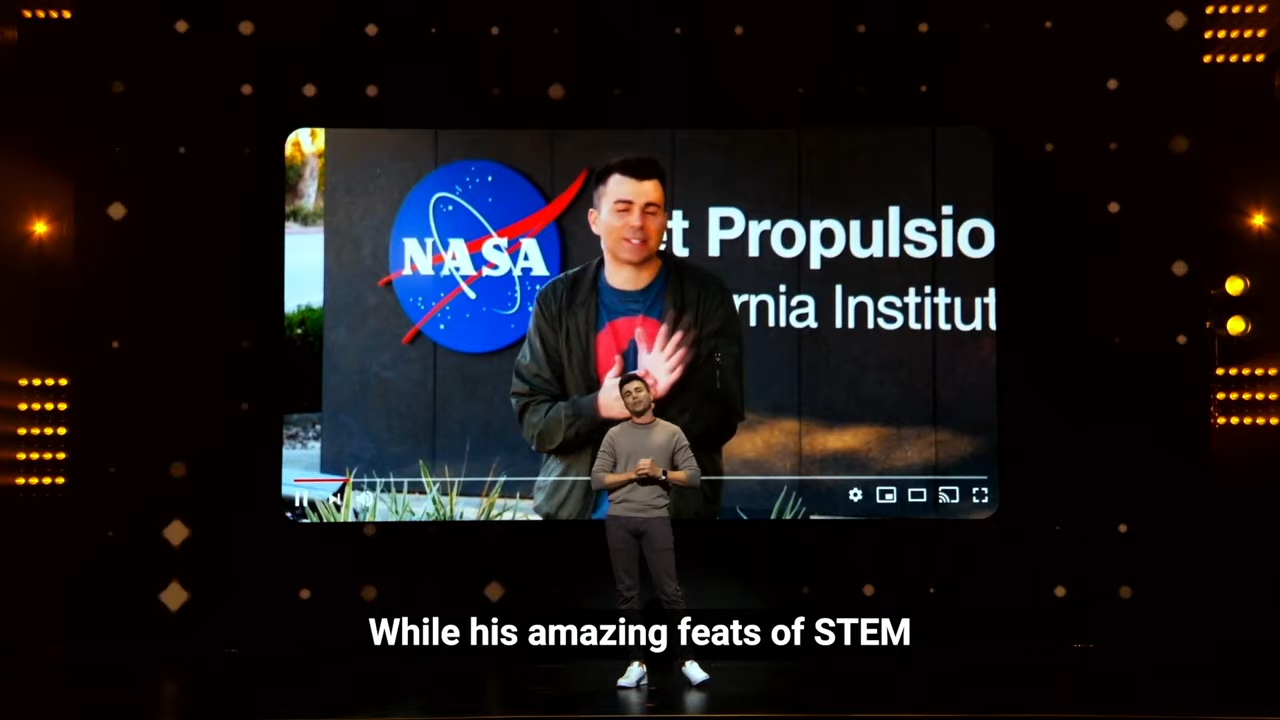 NASA
et Propulsio
rnia Institut
While his amazing feats of STEM